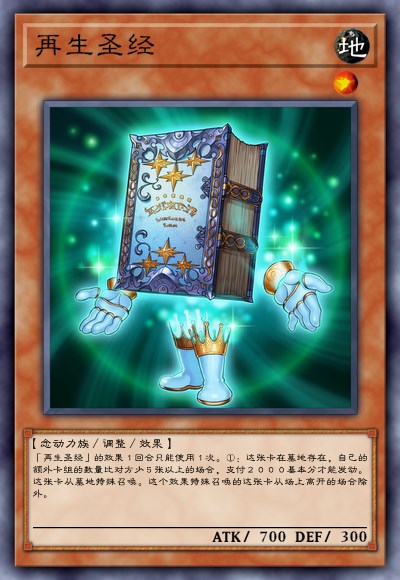 再生圣经
地
【念动力族／调整／效果】
「再生圣经」的效果１回合只能使用１次。①：这张卡在墓地存在，自己的
额外卡组的数量比对方少５张以上的场合，支付２０００基本分才能发动。
这张卡从墓地特殊召唤。这个效果特殊召唤的这张卡从场上离开的场合除
外。
ATK/ 700 DEF/ 300